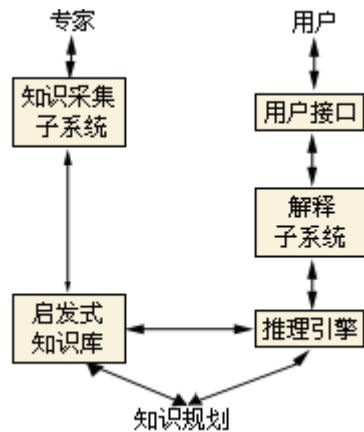 专家
用户
知识采集
子系统
用户接口
解释
子系统
启发式
知识库
推理引擎
知识规划